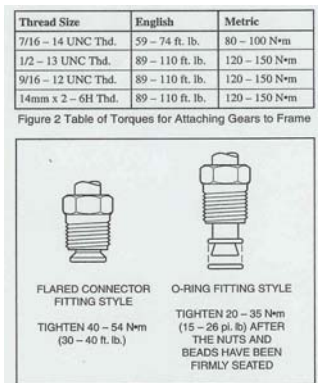 Thread Size English Metric
7/16 – 14 UNC Thd. 59 – 74 ft. lb. 80 – 100 N•m
1/2 – 13 UNC Thd. 89 – 110 ft. lb. 120 – 150 N•m
9/16 – 12 UNC Thd. 89 – 110 ft. lb. 120 – 150 N•m
14mm x 2 – 6H Thd. 89 – 110 ft. lb. 120 – 150 N•m
Figure 2 Table of Torques for Attaching Gears to Frame
FLARED CONNECTOR
FITTING STYLE
TIGHTEN 40 – 54 N•m
(30 – 40 ft. lb.)
O-RING FITTING STYLE
TIGHTEN 20 – 35 N•m
(15 – 26 pi. lb) AFTER
THE NUTS AND
BEADS HAVE BEEN
FIRMLY SEATED